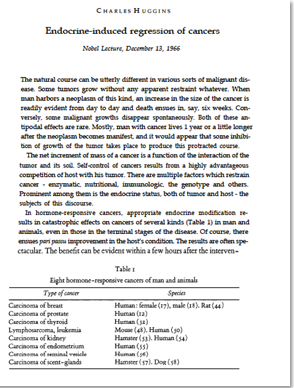 CHARLES HUGGINS
Endocrine-induced regression of cancers
Nobel Lecture, December 13, 1966
The natural course can be utterly different in various sorts of malignant dis-
ease. Some tumors grow without any apparent restraint whatever. When
man harbors a neoplasm of this kind, an increase in the size of the cancer is
readily evident from day to day and death ensues in, say, six weeks. Con-
versely, some malignant growths disappear spontaneously. Both of these an-
tipodal effects are rare. Mostly, man with cancer lives 1 year or a little longer
after the neoplasm becomes manifest, and it would appear that some inhibi-
tion of the growth of the tumor takes place to produce this protracted course.
The net increment of mass of a cancer is a function of the interaction of the
tumor and its soil. Self-control of cancers results from a highly advantageous
competition of host with his tumor. There are multiple factors which restrain
cancer - enzymatic, nutritional, immunologic, the genotype and others.
Prominent among them is the endocrine status, both of tumor and host - the
subjects of this discourse.
In hormone-responsive cancers, appropriate endocrine modification re-
sults in catastrophic effects on cancers of several kinds (Table 1) in man and
animals, even in those in the terminal stages of the disease. Of course, there
ensues pari passu improvement in the host's condition. The results are often spe-
ctacular. The benefit can be evident within a few hours after the interven-
Table 1
Eight hormone-responsive cancers of man and animals
Type of cancer Species
Carcinoma of breast Human: female (17), male (18). Rat (44)
Carcinoma of prostate Human (12)
Carcinoma of thyroid Human (52)
Lymphosarcoma, leukemia Mouse (48). Human (50)
Carcinoma of kidney Hamster (53). Human (54)
Carcinoma of endometrium Human (55)
Carcinoma of seminal vesicle Human (56)
Carcinoma of scent-glands Hamster (57). Dog (58)